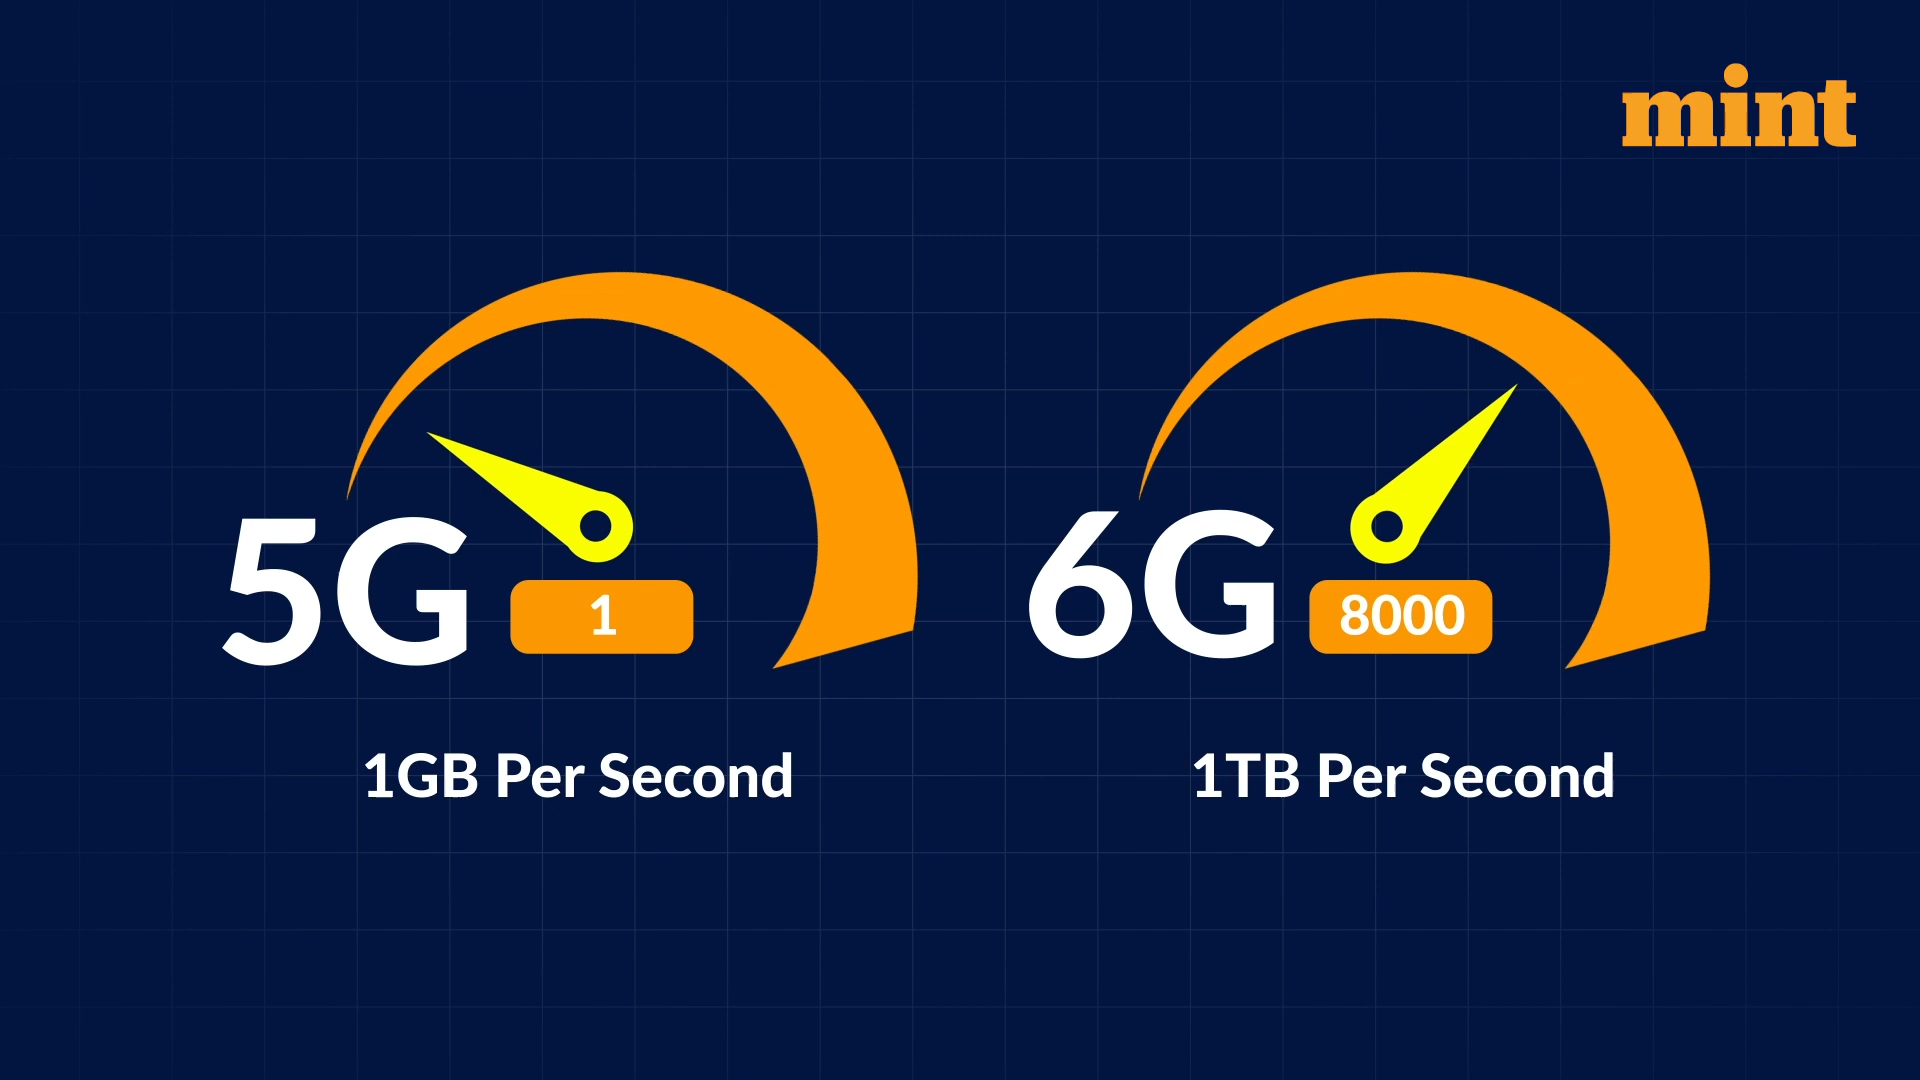 mint
5G
1
1GB Per Second
6G
8000
1TB Per Second